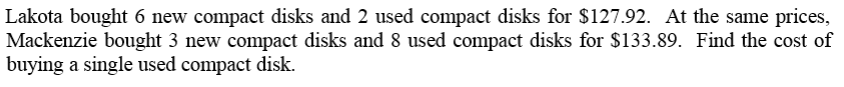 Lakota bought 6 new compact disks and 2 used compact disks for $127.92.  At the same prices,
Mackenzie bought 3 new compact disks and 8 used compact disks for $133.89.  Find the cost of
buying a single used compact disk.